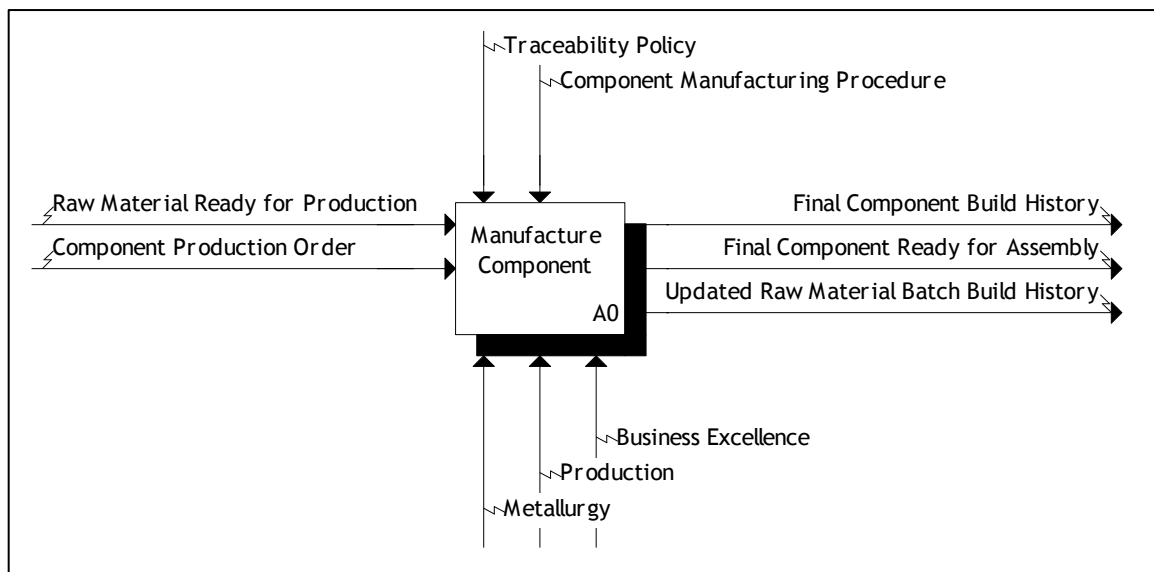 Traceability Policy
Component Manufacturing Procedure
Raw Material Ready for Production
Component Production Order
Manufacture
Component
A0
Final Component Build History
Final Component Ready for Assembly
Updated Raw Material Batch Build History
Business Excellence
Production
Metallurgy